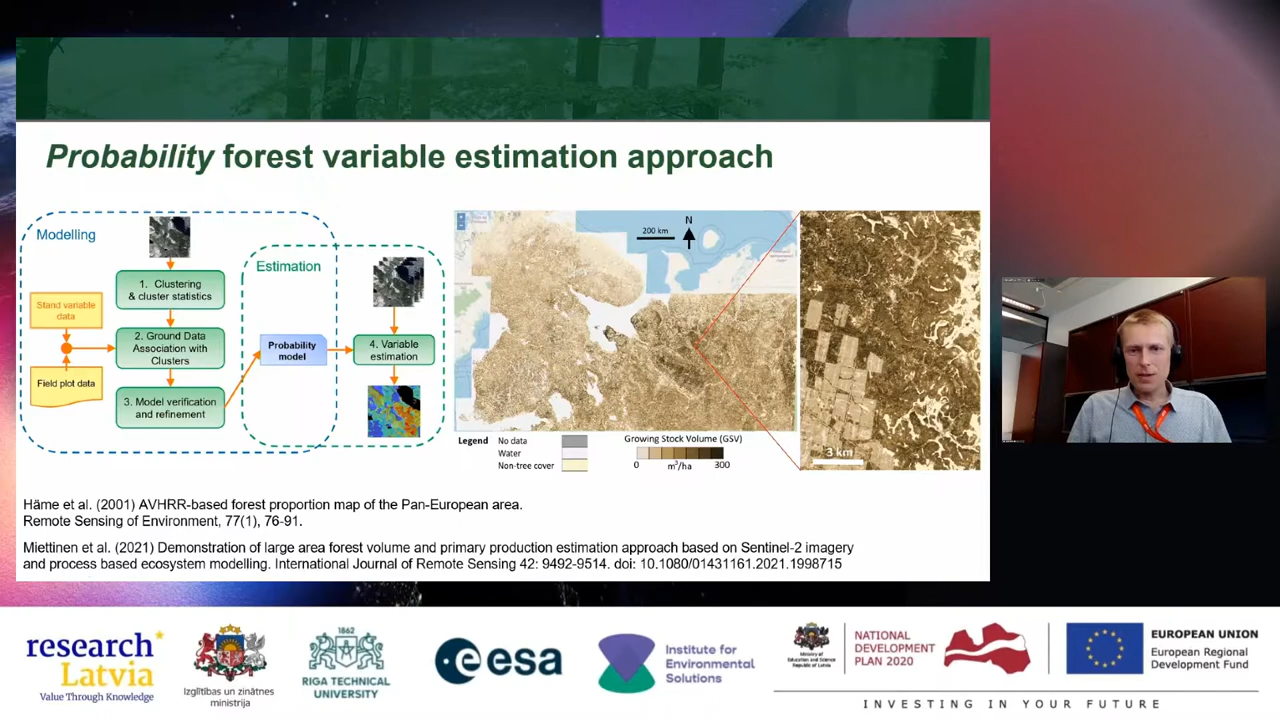 Probability forest variable estimation approach
Modelling
Estimation
1. Clustering
& cluster statistics
Stand variable
data
2. Ground Data
Association with
Clusters
Field plot data
3. Model verification
and refinement
Probability
model
4. Variable
estimation
200 km
N
3 km
Legend
No data
Water
Non-tree cover
Growing Stock Volume (GSV)
0 m³/ha 300
Häme et al. (2001) AVHRR-based forest proportion map of the Pan-European area.
Remote Sensing of Environment, 77(1), 76-91.
Miettinen et al. (2021) Demonstration of large area forest volume and primary production estimation approach based on Sentinel-2 imagery
and process based ecosystem modelling. International Journal of Remote Sensing 42: 9492-9514. doi: 10.1080/01431161.2021.1998715
research
Latvia
Value Through Knowledge
Izglītības un zinātnes
ministrija
1862
RIGA TECHNICAL
UNIVERSITY
esa
Institute for
Environmental
Solutions
Ministry of
Education and Science
Republic of Latvia
NATIONAL
DEVELOPMENT
PLAN 2020
EUROPEAN UNION
European Regional
Development Fund
INVESTING IN YOUR FUTURE